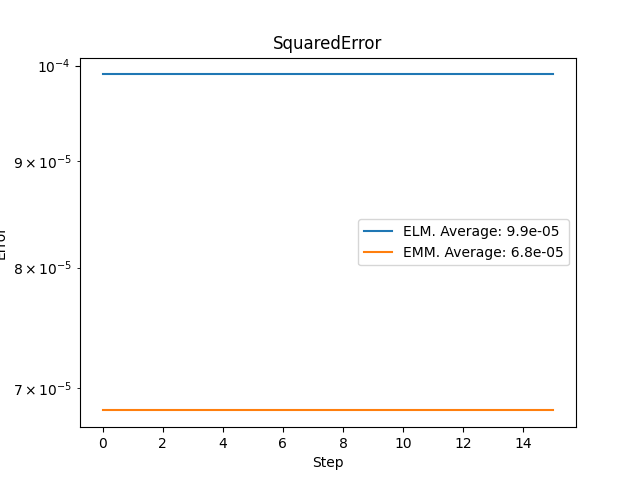 SquaredError
10⁻⁴
9 × 10⁻⁵
8 × 10⁻⁵
7 × 10⁻⁵
Error
ELM. Average: 9.9e-05
EMM. Average: 6.8e-05
0 2 4 6 8 10 12 14
Step